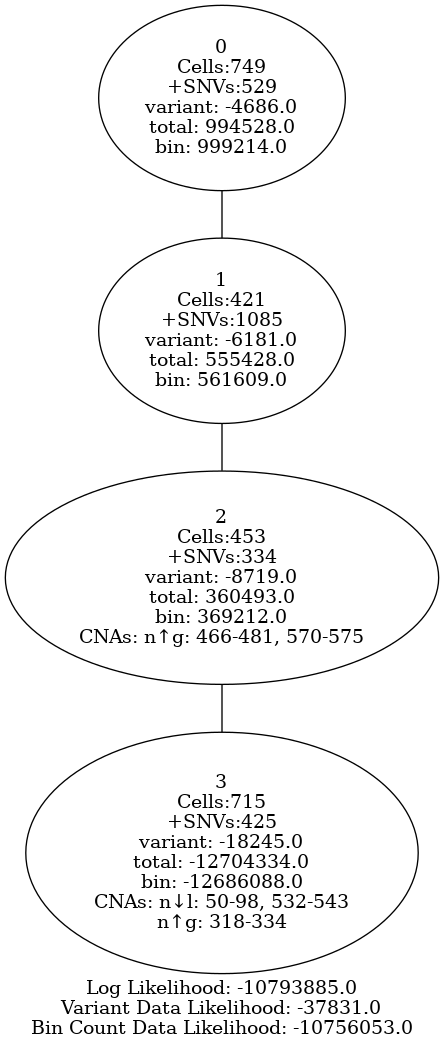 0
Cells:749
+SNVs:529
variant: -4686.0
total: 994528.0
bin: 999214.0
1
Cells:421
+SNVs:1085
variant: -6181.0
total: 555428.0
bin: 561609.0
2
Cells:453
+SNVs:334
variant: -8719.0
total: 360493.0
bin: 369212.0
CNAs: n↑g: 466-481, 570-575
3
Cells:715
+SNVs:425
variant: -18245.0
total: -12704334.0
bin: -12686088.0
CNAs: n↓l: 50-98, 532-543
n↑g: 318-334
Log Likelihood: -10793885.0
Variant Data Likelihood: -37831.0
Bin Count Data Likelihood: -10756053.0